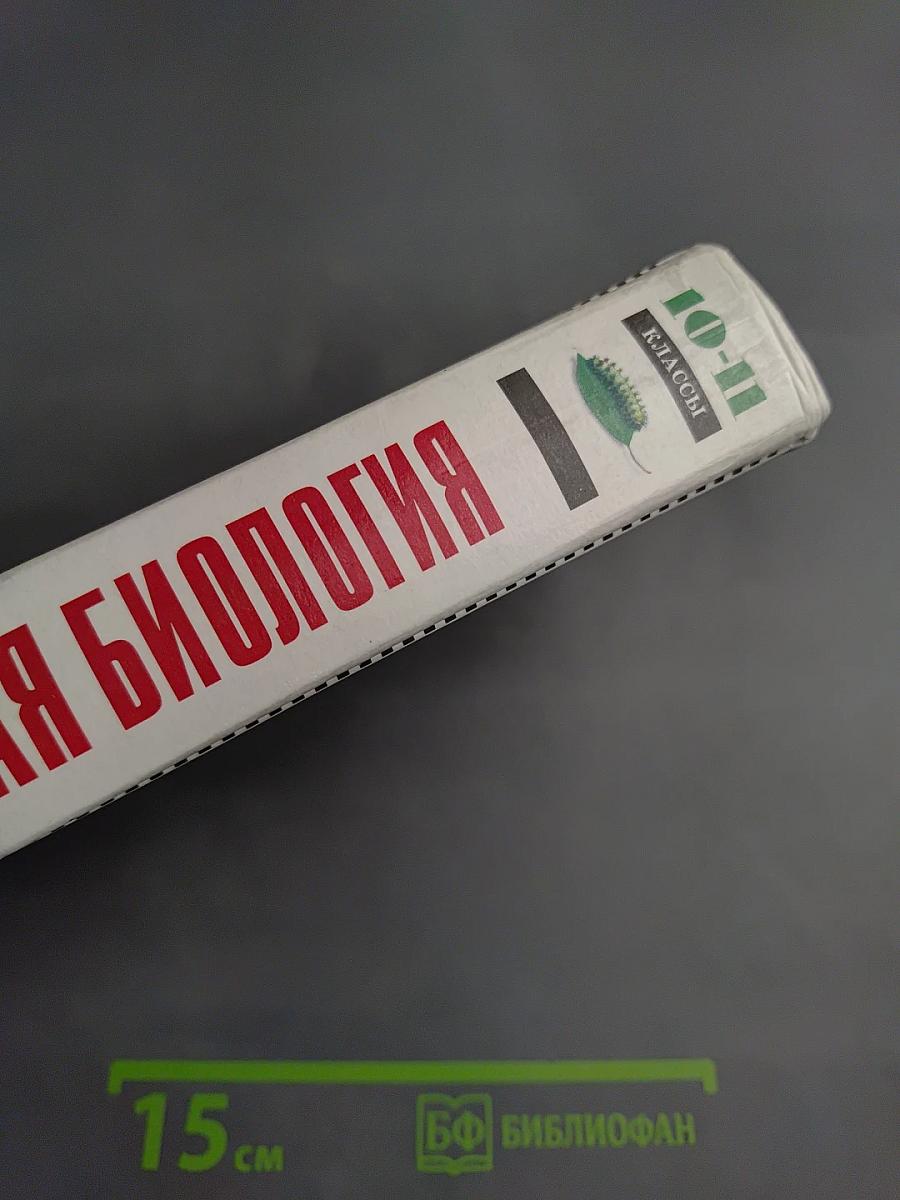 АЯ БИОЛОГИЯ
10-11
КЛАССЫ
15 см
БФ БИБЛИОФАН